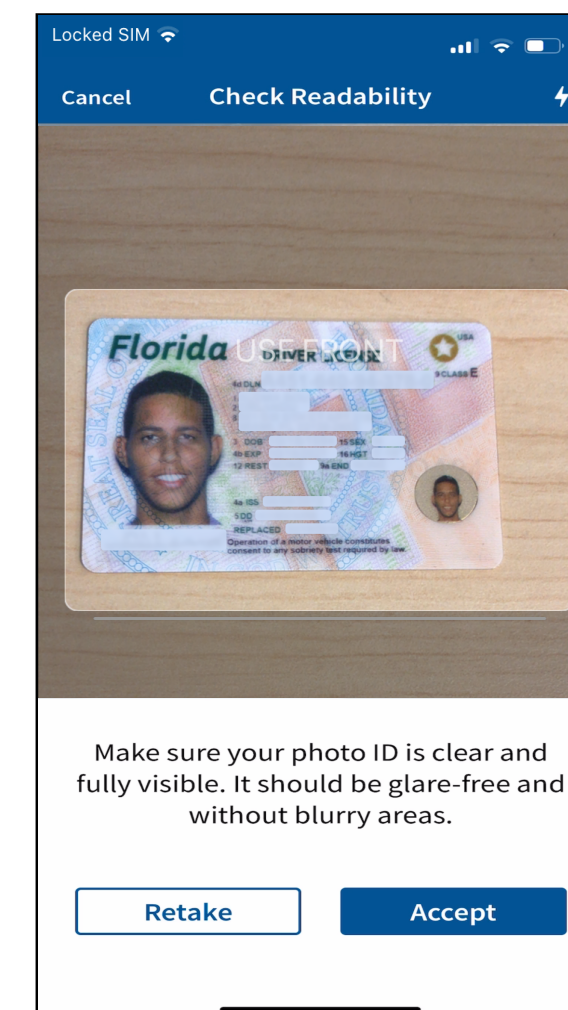 Locked SIM
Cancel Check Readability
Florida USE FRONT DRIVER LICENSE USA
9 CLASS E
4d DLN
1
2
8
3 DOB 15 SEX
4b EXP 16 HGT
12 REST 9a END
4a ISS
5 DD
REPLACED
Operation of a motor vehicle constitutes
consent to any sobriety test required by law.
Make sure your photo ID is clear and
fully visible. It should be glare-free and
without blurry areas.
Retake Accept